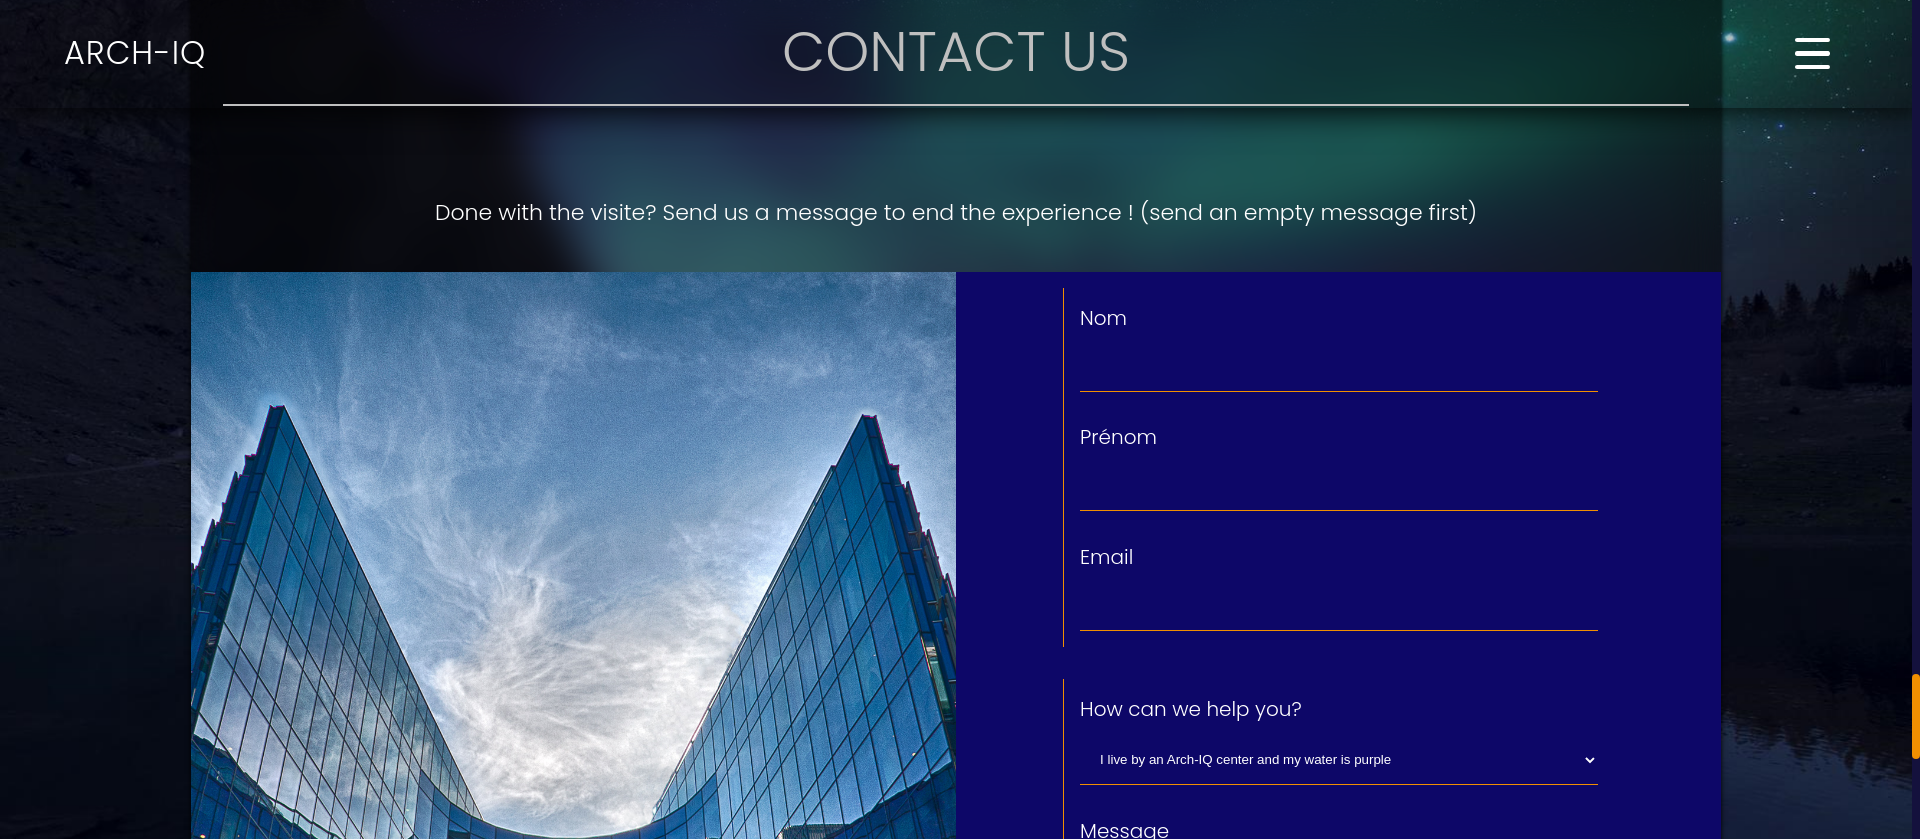 ARCH-IQ
CONTACT US
Done with the visite? Send us a message to end the experience ! (send an empty message first)
Nom
Prénom
Email
How can we help you?
I live by an Arch-IQ center and my water is purple
Message